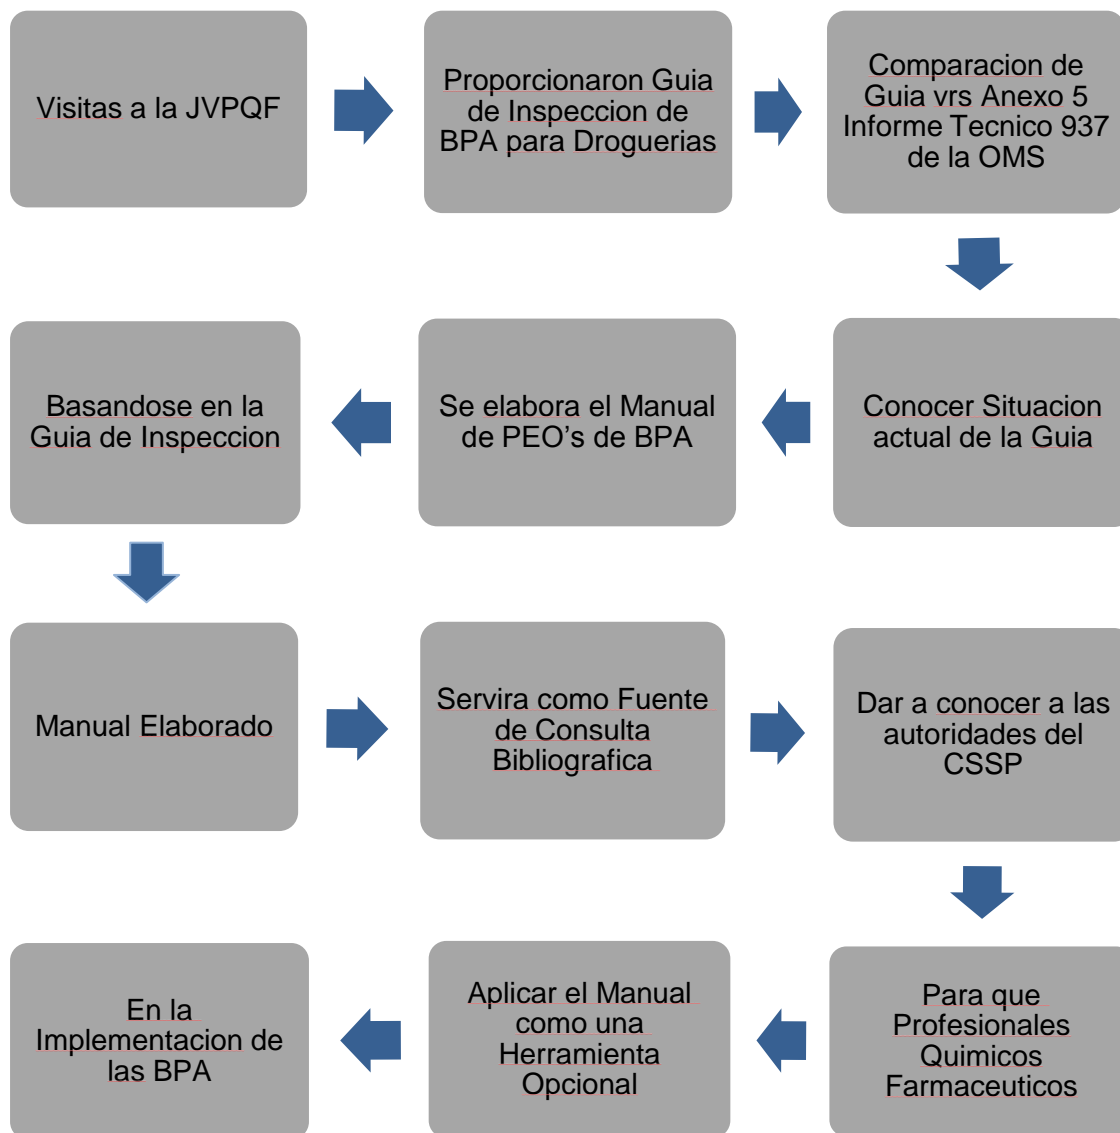 Visitas a la JVPQF
Proporcionaron Guia
de Inspeccion de
BPA para Droguerias
Comparacion de
Guia vrs Anexo 5
Informe Tecnico 937
de la OMS
Conocer Situacion
actual de la Guia
Se elabora el Manual
de PEO's de BPA
Basandose en la
Guia de Inspeccion
Manual Elaborado
Servira como Fuente
de Consulta
Bibliografica
Dar a conocer a las
autoridades del
CSSP
Para que
Profesionales
Quimicos
Farmaceuticos
Aplicar el Manual
como una
Herramienta
Opcional
En la
Implementacion de
las BPA